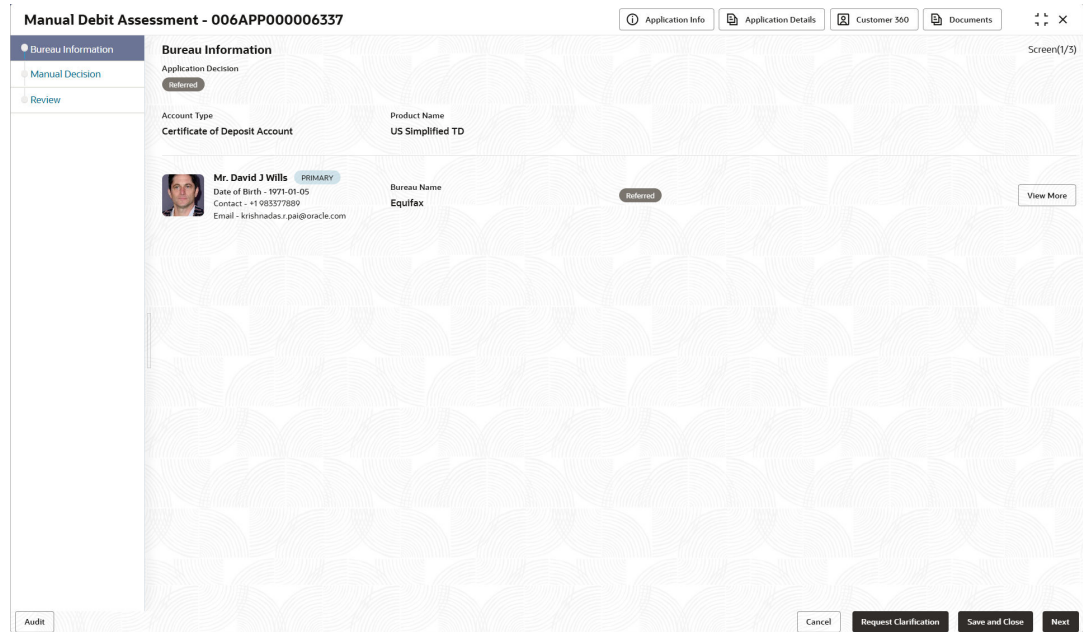 Manual Debit Assessment - 006APP000006337
Application Info
Application Details
Customer 360
Documents
Bureau Information
Manual Decision
Review
Bureau Information
Screen(1/3)
Application Decision
Referred
Account Type
Product Name
Certificate of Deposit Account
US Simplified TD
Mr. David J Wills PRIMARY
Date of Birth - 1971-01-05
Contact - +1 983377889
Email - krishnadas.r.pai@oracle.com
Bureau Name
Equifax
Referred
View More
Audit
Cancel
Request Clarification
Save and Close
Next